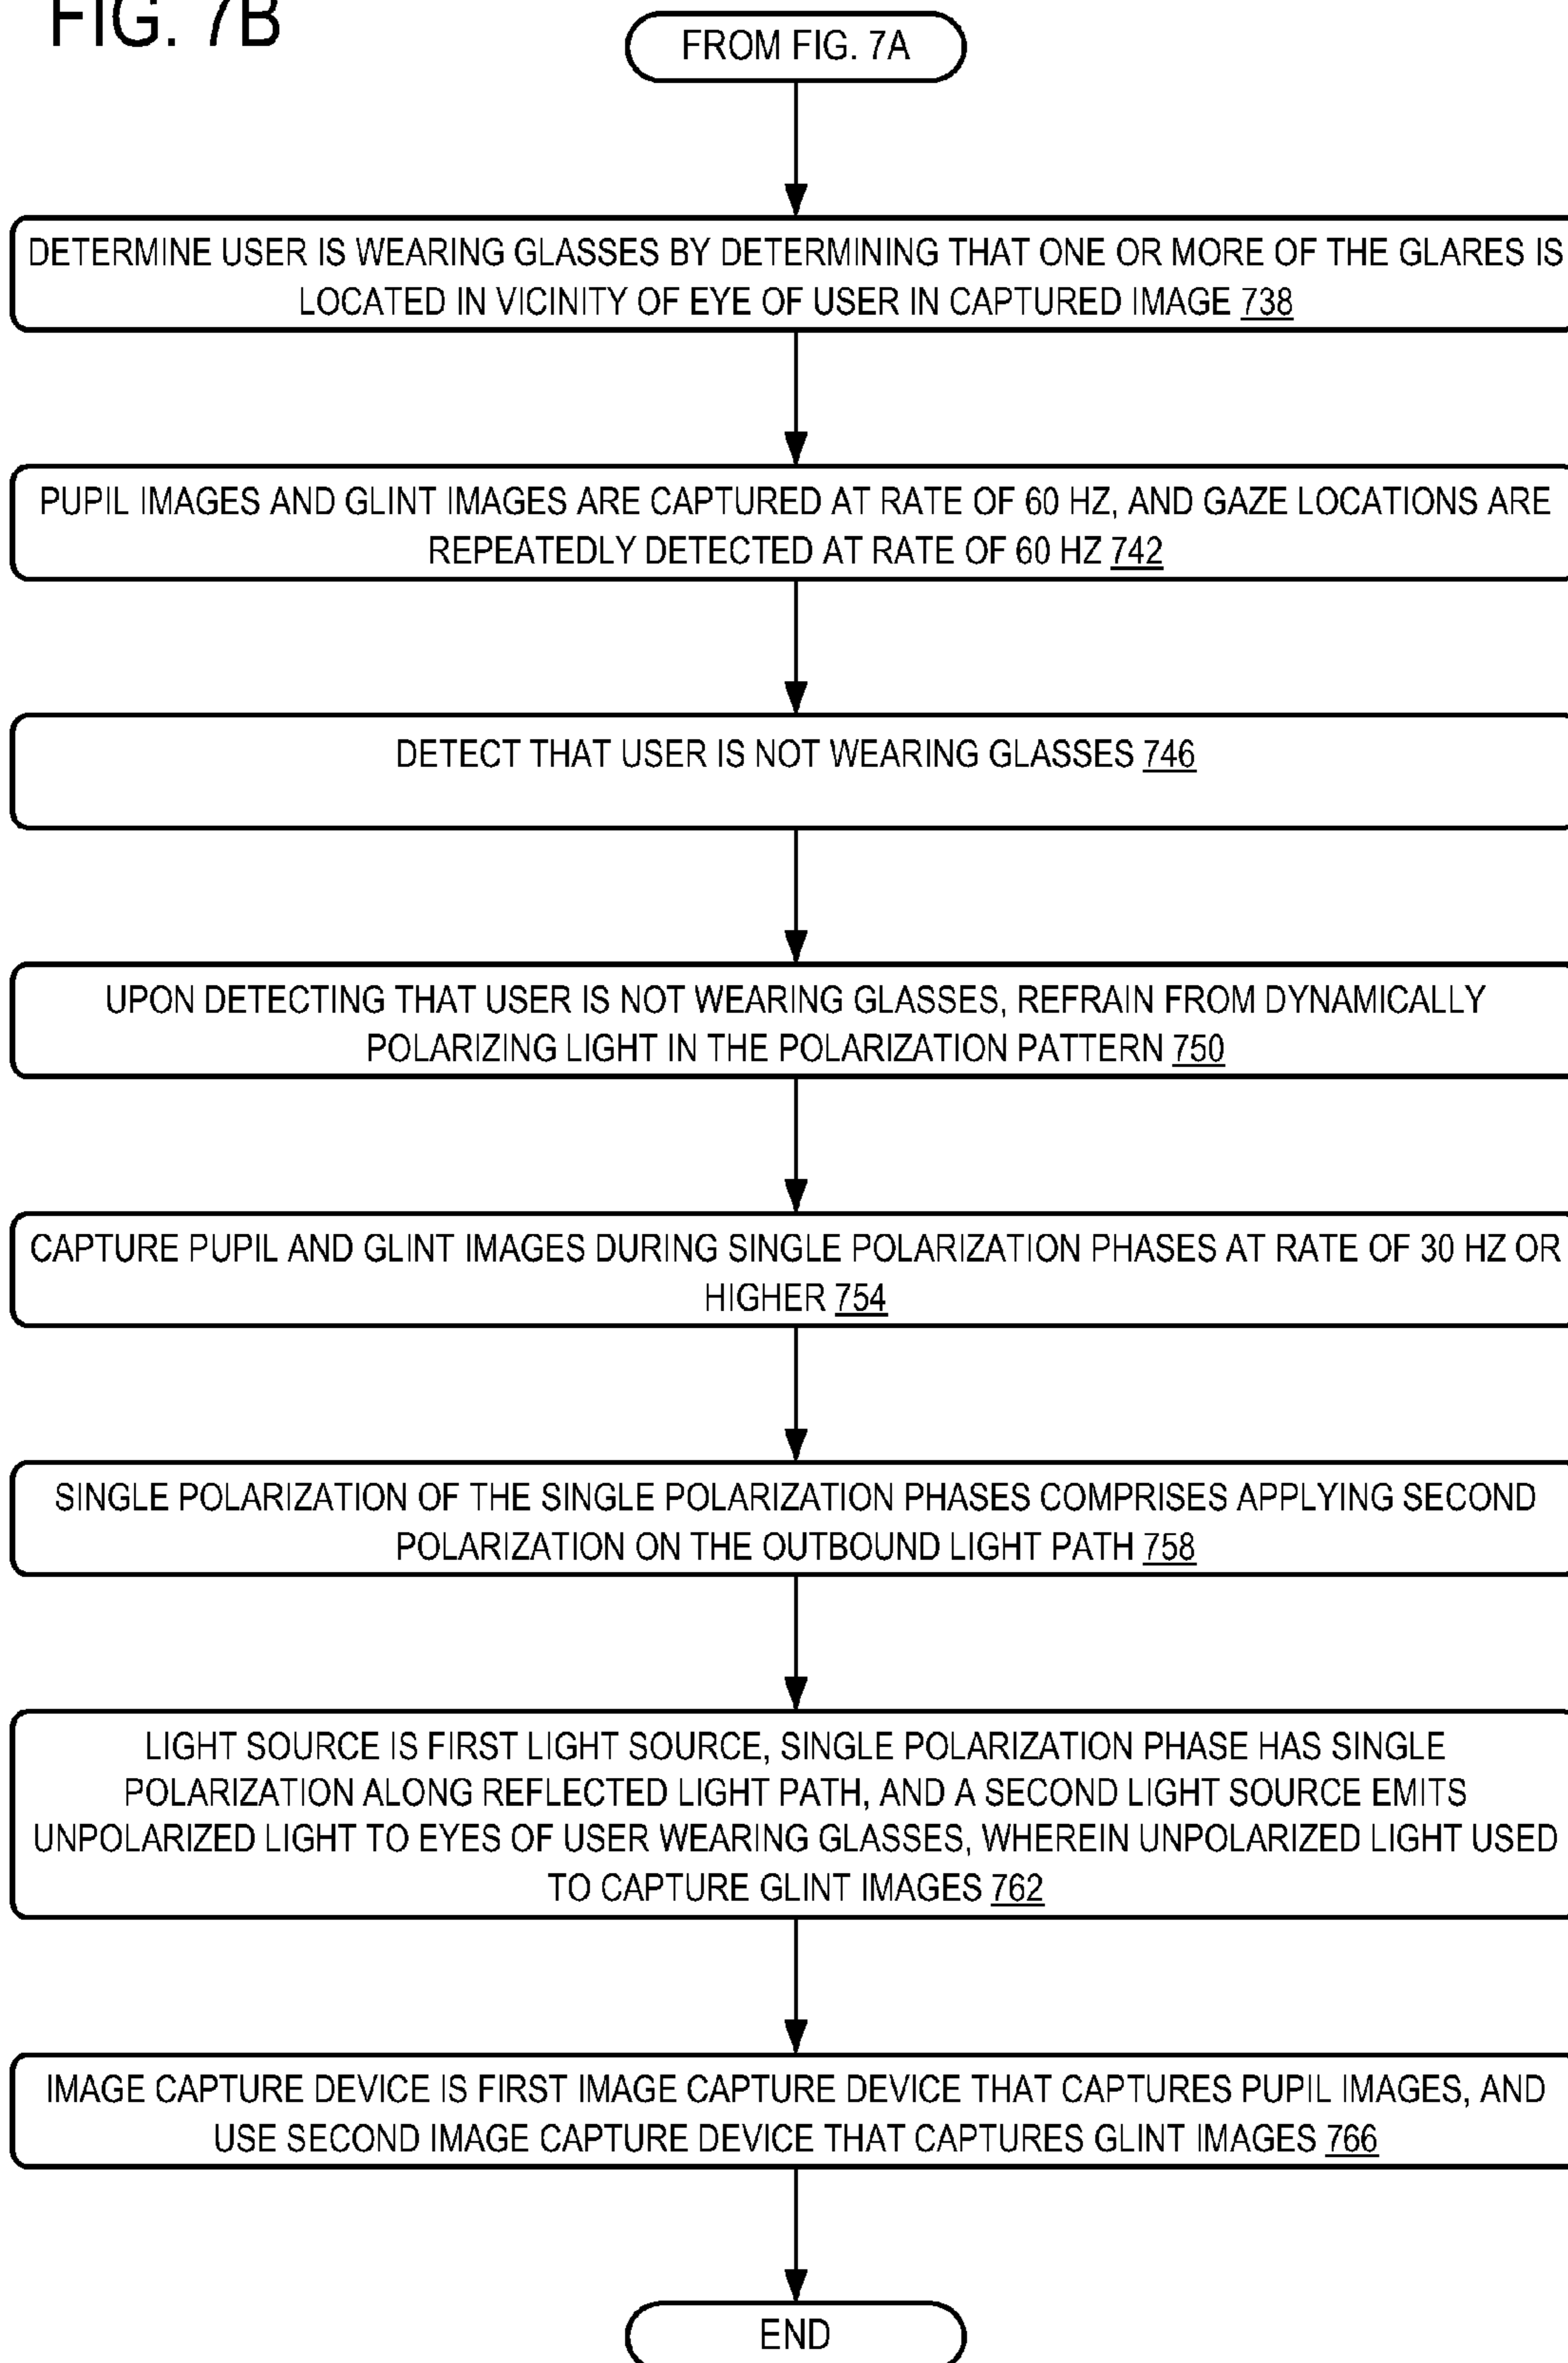 FIG. 7B
FROM FIG. 7A
DETERMINE USER IS WEARING GLASSES BY DETERMINING THAT ONE OR MORE OF THE GLARES IS
LOCATED IN VICINITY OF EYE OF USER IN CAPTURED IMAGE 738
PUPIL IMAGES AND GLINT IMAGES ARE CAPTURED AT RATE OF 60 HZ, AND GAZE LOCATIONS ARE
REPEATEDLY DETECTED AT RATE OF 60 HZ 742
DETECT THAT USER IS NOT WEARING GLASSES 746
UPON DETECTING THAT USER IS NOT WEARING GLASSES, REFRAIN FROM DYNAMICALLY
POLARIZING LIGHT IN THE POLARIZATION PATTERN 750
CAPTURE PUPIL AND GLINT IMAGES DURING SINGLE POLARIZATION PHASES AT RATE OF 30 HZ OR
HIGHER 754
SINGLE POLARIZATION OF THE SINGLE POLARIZATION PHASES COMPRISES APPLYING SECOND
POLARIZATION ON THE OUTBOUND LIGHT PATH 758
LIGHT SOURCE IS FIRST LIGHT SOURCE, SINGLE POLARIZATION PHASE HAS SINGLE
POLARIZATION ALONG REFLECTED LIGHT PATH, AND A SECOND LIGHT SOURCE EMITS
UNPOLARIZED LIGHT TO EYES OF USER WEARING GLASSES, WHEREIN UNPOLARIZED LIGHT USED
TO CAPTURE GLINT IMAGES 762
IMAGE CAPTURE DEVICE IS FIRST IMAGE CAPTURE DEVICE THAT CAPTURES PUPIL IMAGES, AND
USE SECOND IMAGE CAPTURE DEVICE THAT CAPTURES GLINT IMAGES 766
END